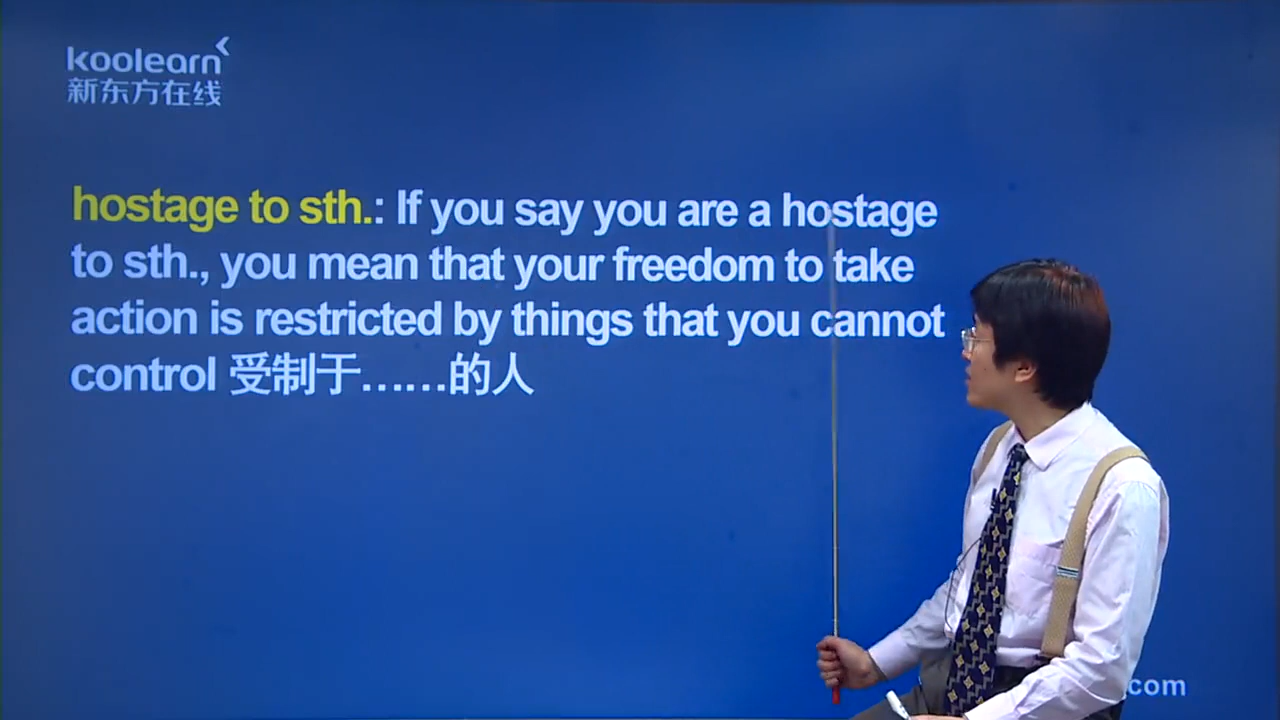 koolearn
新东方在线
hostage to sth.: If you say you are a hostage
to sth., you mean that your freedom to take
action is restricted by things that you cannot
control 受制于……的人
.com